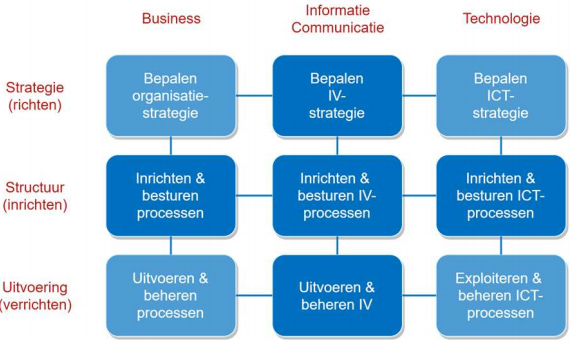 Business
Informatie
Communicatie
Technologie
Strategie
(richten)
Bepalen
organisatie-
strategie
Bepalen
IV-
strategie
Bepalen
ICT-
strategie
Structuur
(inrichten)
Inrichten &
besturen
processen
Inrichten &
besturen IV-
processen
Inrichten &
besturen ICT-
processen
Uitvoering
(verrichten)
Uitvoeren &
beheren
processen
Uitvoeren &
beheren IV
Exploiteren &
beheren ICT-
processen